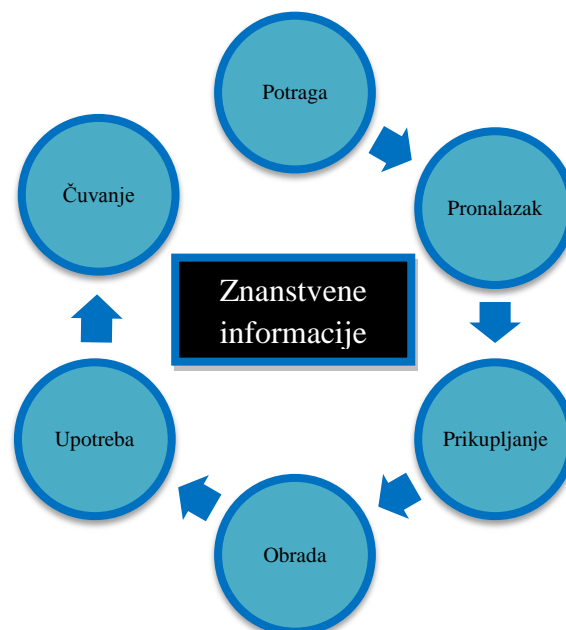 Potraga
Pronalazak
Prikupljanje
Obrada
Upotreba
Čuvanje
Znanstvene
informacije